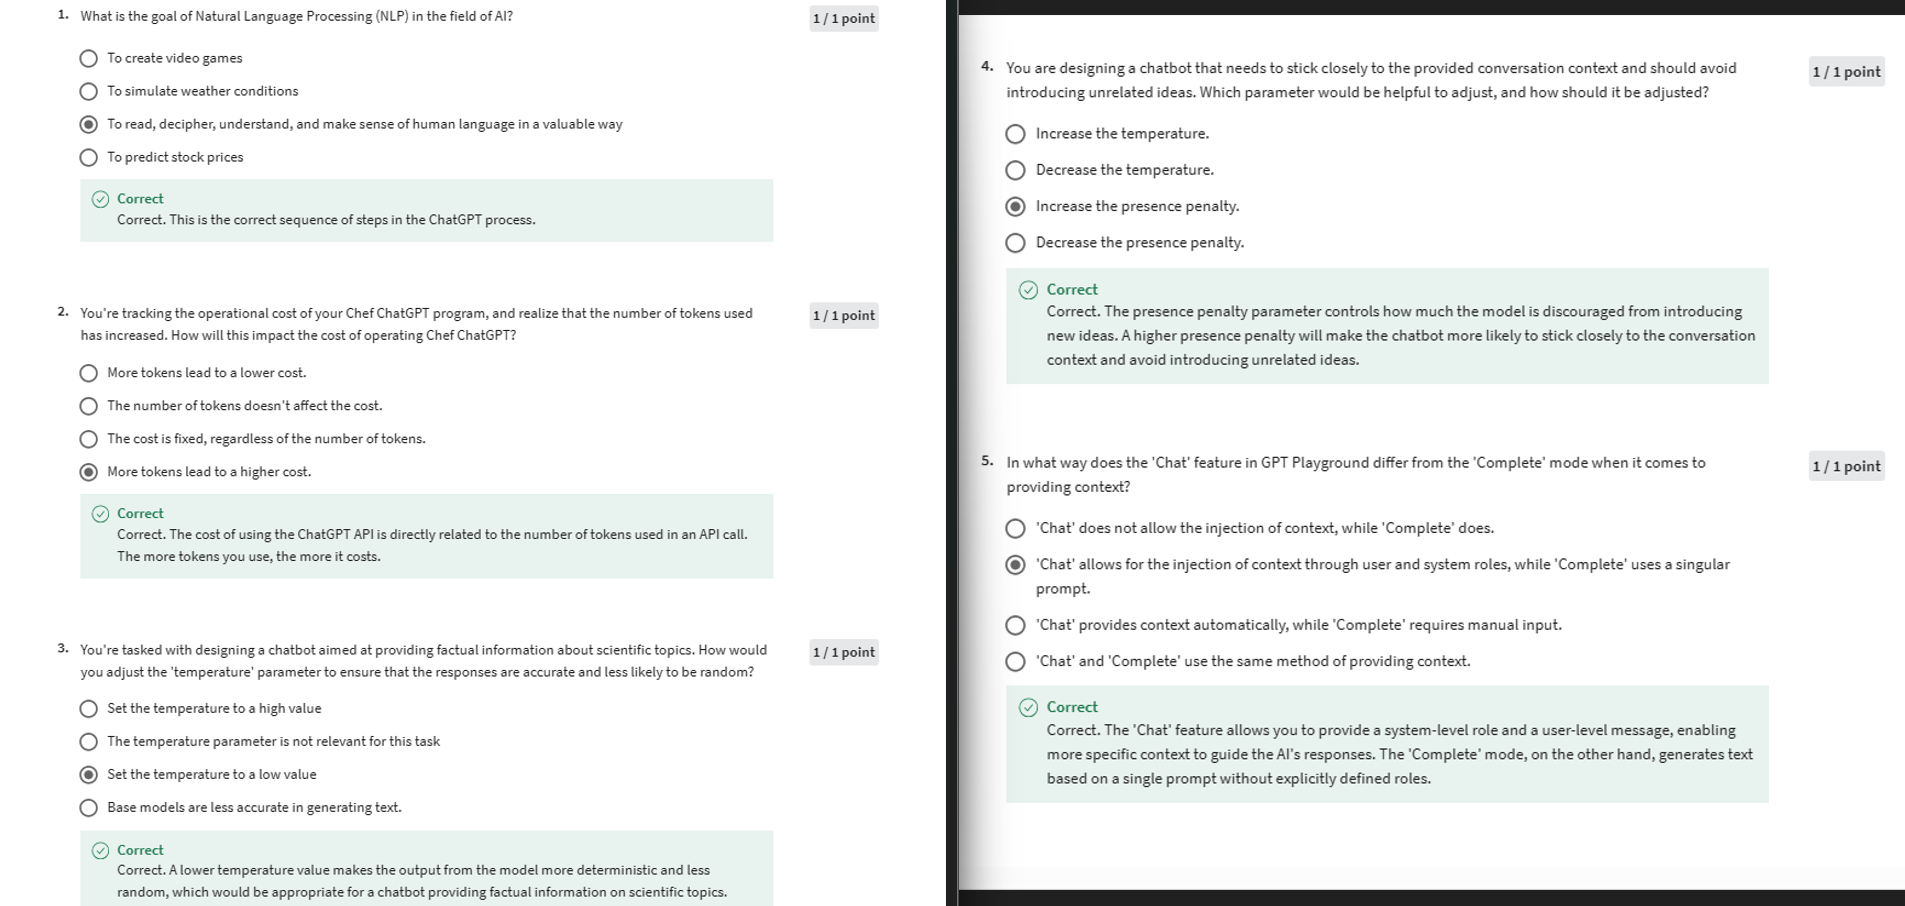 1. What is the goal of Natural Language Processing (NLP) in the field of AI?
1 / 1 point
To create video games
To simulate weather conditions
To read, decipher, understand, and make sense of human language in a valuable way
To predict stock prices
Correct
Correct. This is the correct sequence of steps in the ChatGPT process.
2. You're tracking the operational cost of your Chef ChatGPT program, and realize that the number of tokens used
has increased. How will this impact the cost of operating Chef ChatGPT?
1 / 1 point
More tokens lead to a lower cost.
The number of tokens doesn't affect the cost.
The cost is fixed, regardless of the number of tokens.
More tokens lead to a higher cost.
Correct
Correct. The cost of using the ChatGPT API is directly related to the number of tokens used in an API call.
The more tokens you use, the more it costs.
3. You're tasked with designing a chatbot aimed at providing factual information about scientific topics. How would
you adjust the 'temperature' parameter to ensure that the responses are accurate and less likely to be random?
1 / 1 point
Set the temperature to a high value
The temperature parameter is not relevant for this task
Set the temperature to a low value
Base models are less accurate in generating text.
Correct
Correct. A lower temperature value makes the output from the model more deterministic and less
random, which would be appropriate for a chatbot providing factual information on scientific topics.
4. You are designing a chatbot that needs to stick closely to the provided conversation context and should avoid
introducing unrelated ideas. Which parameter would be helpful to adjust, and how should it be adjusted?
1 / 1 point
Increase the temperature.
Decrease the temperature.
Increase the presence penalty.
Decrease the presence penalty.
Correct
Correct. The presence penalty parameter controls how much the model is discouraged from introducing
new ideas. A higher presence penalty will make the chatbot more likely to stick closely to the conversation
context and avoid introducing unrelated ideas.
5. In what way does the 'Chat' feature in GPT Playground differ from the 'Complete' mode when it comes to
providing context?
1 / 1 point
'Chat' does not allow the injection of context, while 'Complete' does.
'Chat' allows for the injection of context through user and system roles, while 'Complete' uses a singular
prompt.
'Chat' provides context automatically, while 'Complete' requires manual input.
'Chat' and 'Complete' use the same method of providing context.
Correct
Correct. The 'Chat' feature allows you to provide a system-level role and a user-level message, enabling
more specific context to guide the AI's responses. The 'Complete' mode, on the other hand, generates text
based on a single prompt without explicitly defined roles.